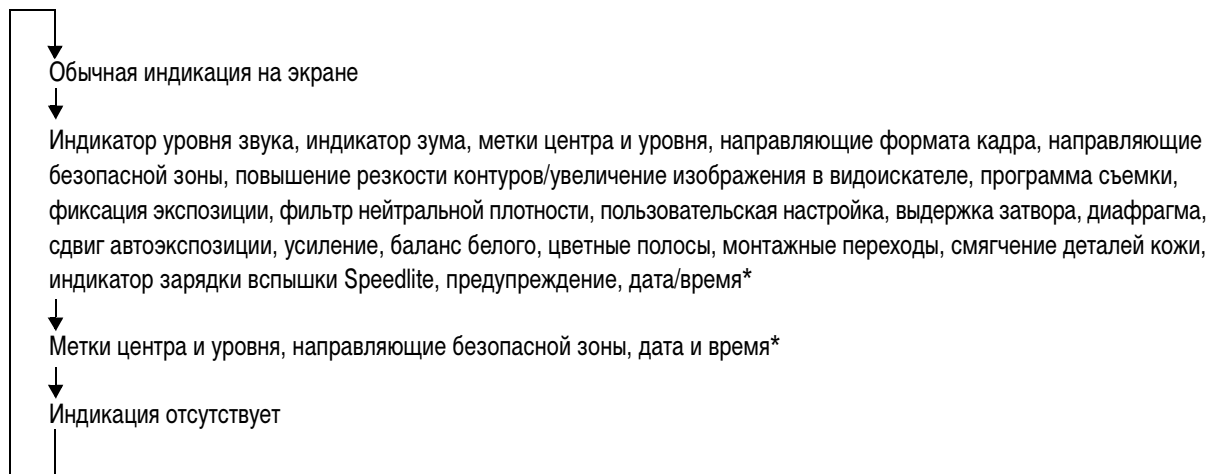 Обычная индикация на экране
Индикатор уровня звука, индикатор зума, метки центра и уровня, направляющие формата кадра, направляющие
безопасной зоны, повышение резкости контуров/увеличение изображения в видоискателе, программа съемки,
фиксация экспозиции, фильтр нейтральной плотности, пользовательская настройка, выдержка затвора, диафрагма,
сдвиг автоэкспозиции, усиление, баланс белого, цветные полосы, монтажные переходы, смягчение деталей кожи,
индикатор зарядки вспышки Speedlite, предупреждение, дата/время*
Метки центра и уровня, направляющие безопасной зоны, дата и время*
Индикация отсутствует